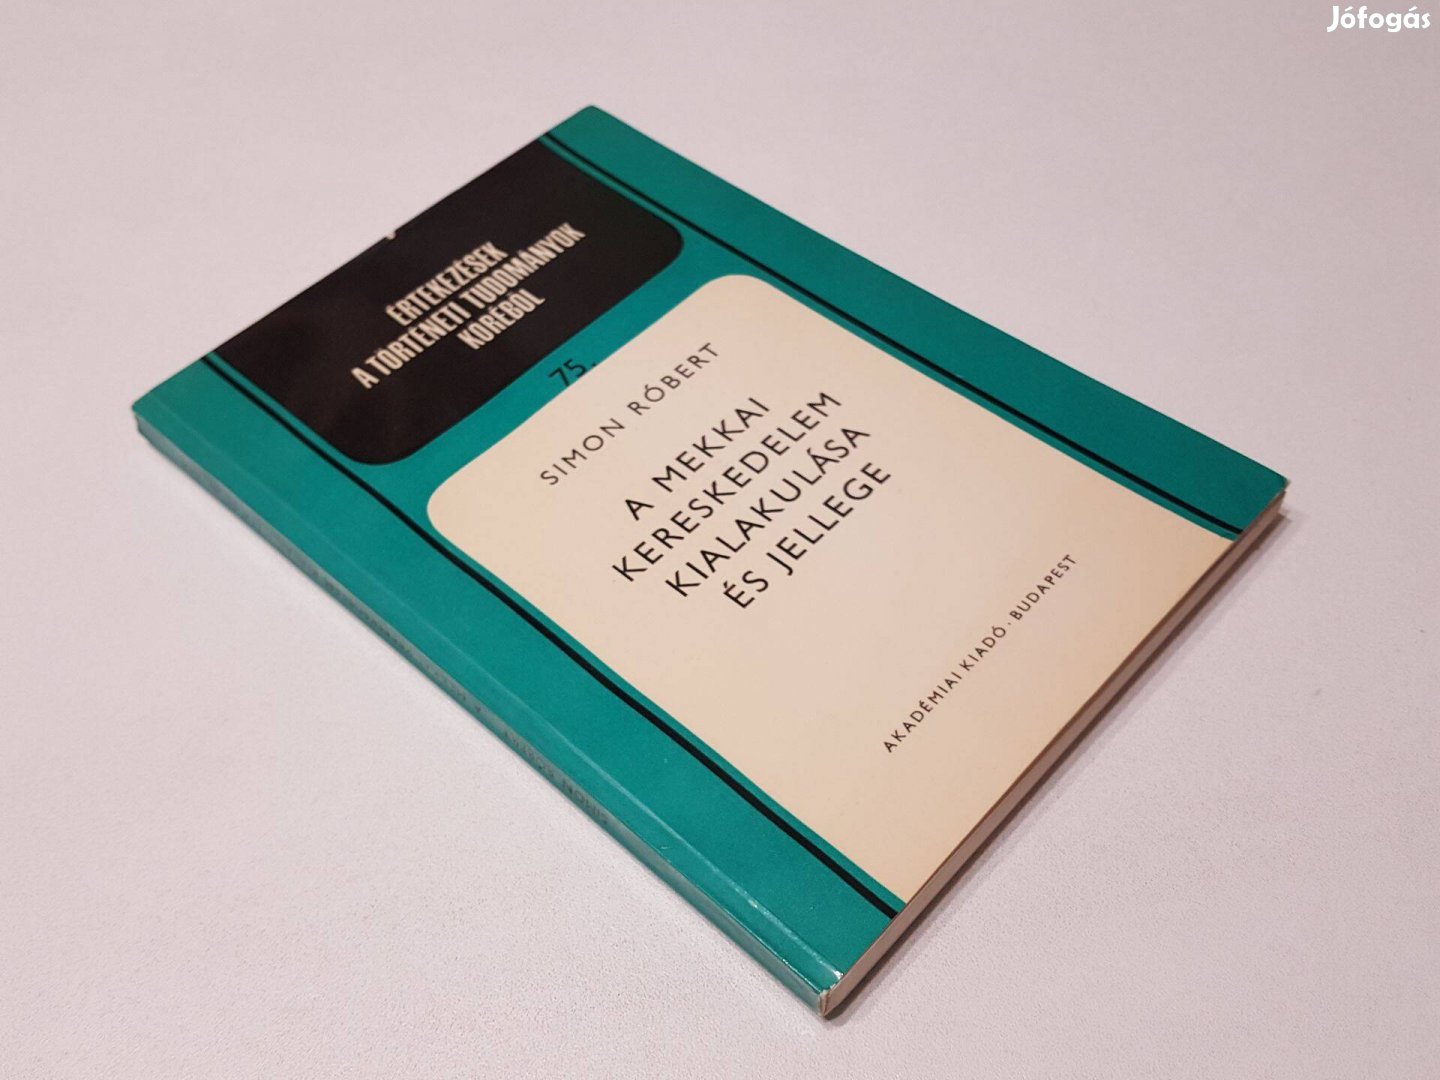 Jófogás
ÉRTEKEZÉSEK
A TÖRTÉNETI TUDOMÁNYOK
KÖRÉBŐL
75.
SIMON RÓBERT
A MEKKAI
KERESKEDELEM
KIALAKULÁSA
ÉS JELLEGE
AKADÉMIAI KIADÓ · BUDAPEST